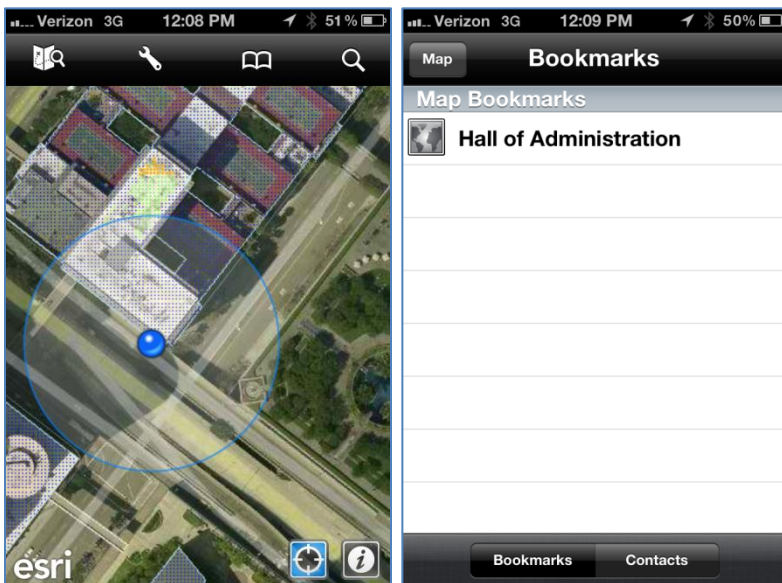 Verizon 3G 12:08 PM 51%
esri
Verizon 3G 12:09 PM 50%
Map Bookmarks
Map Bookmarks
Hall of Administration
Bookmarks Contacts